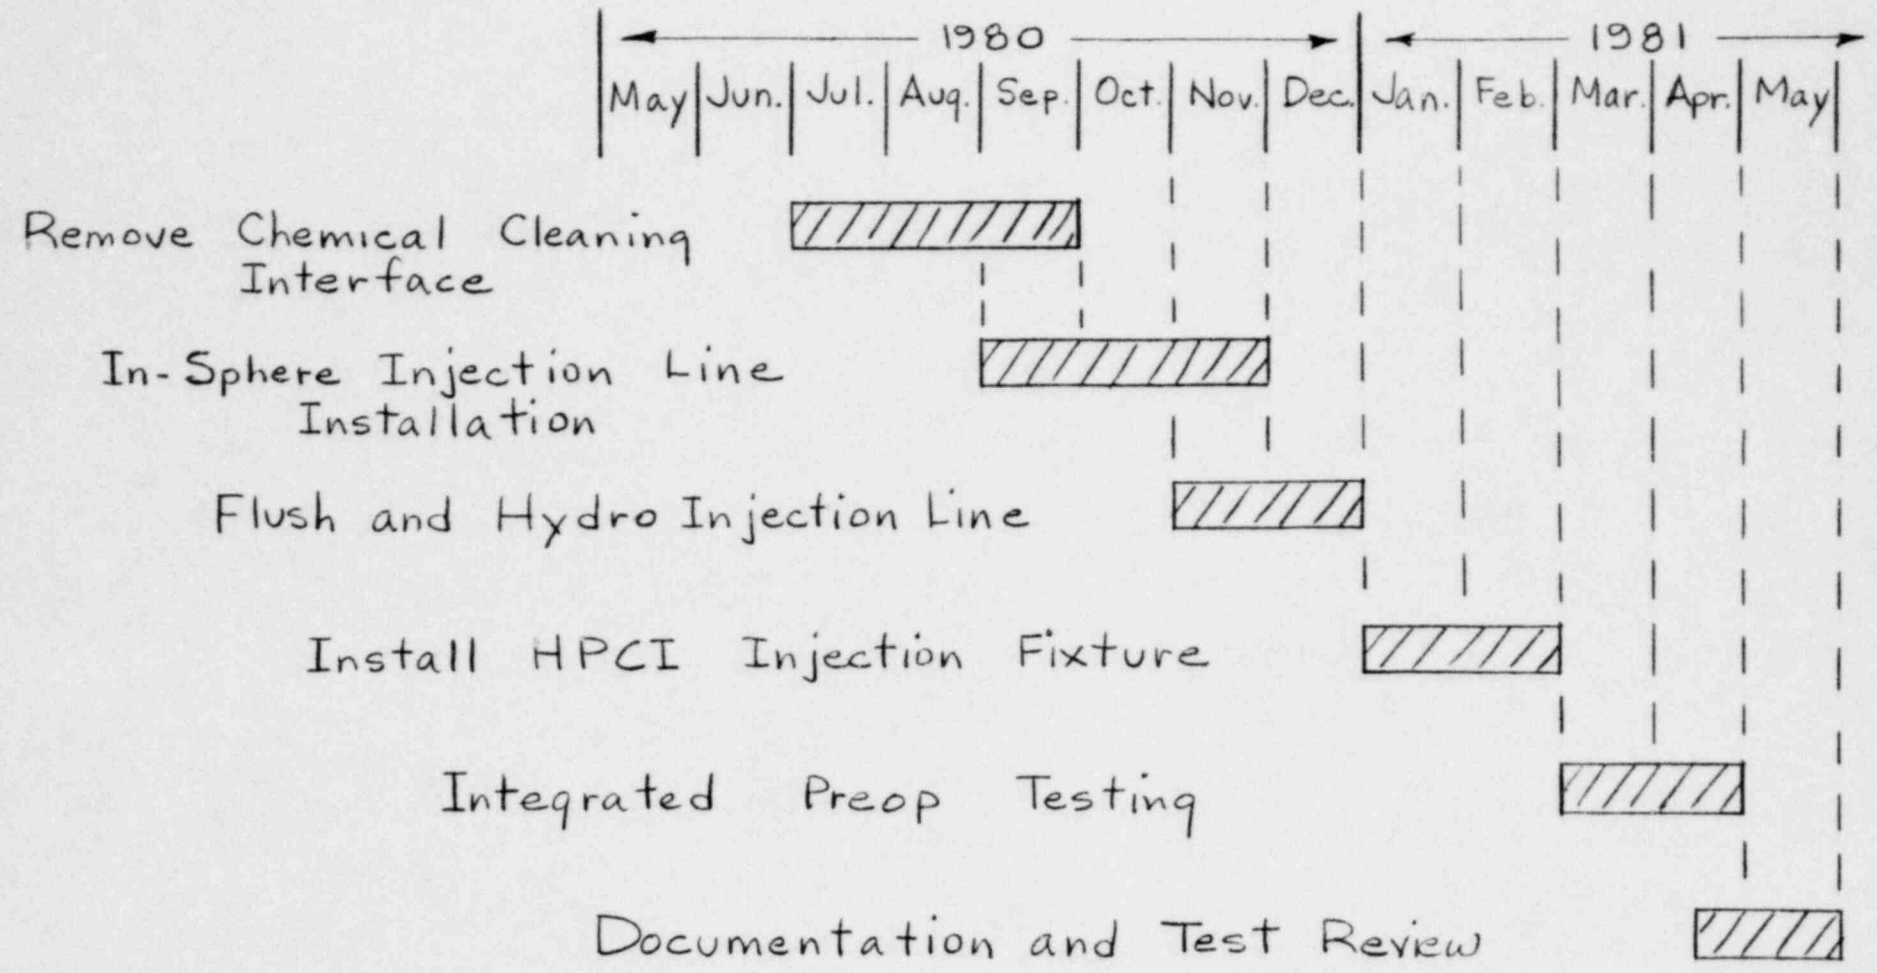 1980 1981
May Jun. Jul. Aug. Sep. Oct. Nov. Dec. Jan. Feb. Mar. Apr. May
Remove Chemical Cleaning
Interface
In-Sphere Injection Line
Installation
Flush and Hydro Injection Line
Install HPCI Injection Fixture
Integrated Preop Testing
Documentation and Test Review